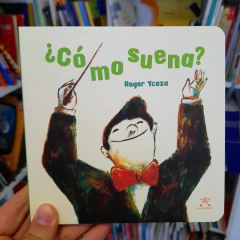 ¿Cómo suena?
Roger Ycaza